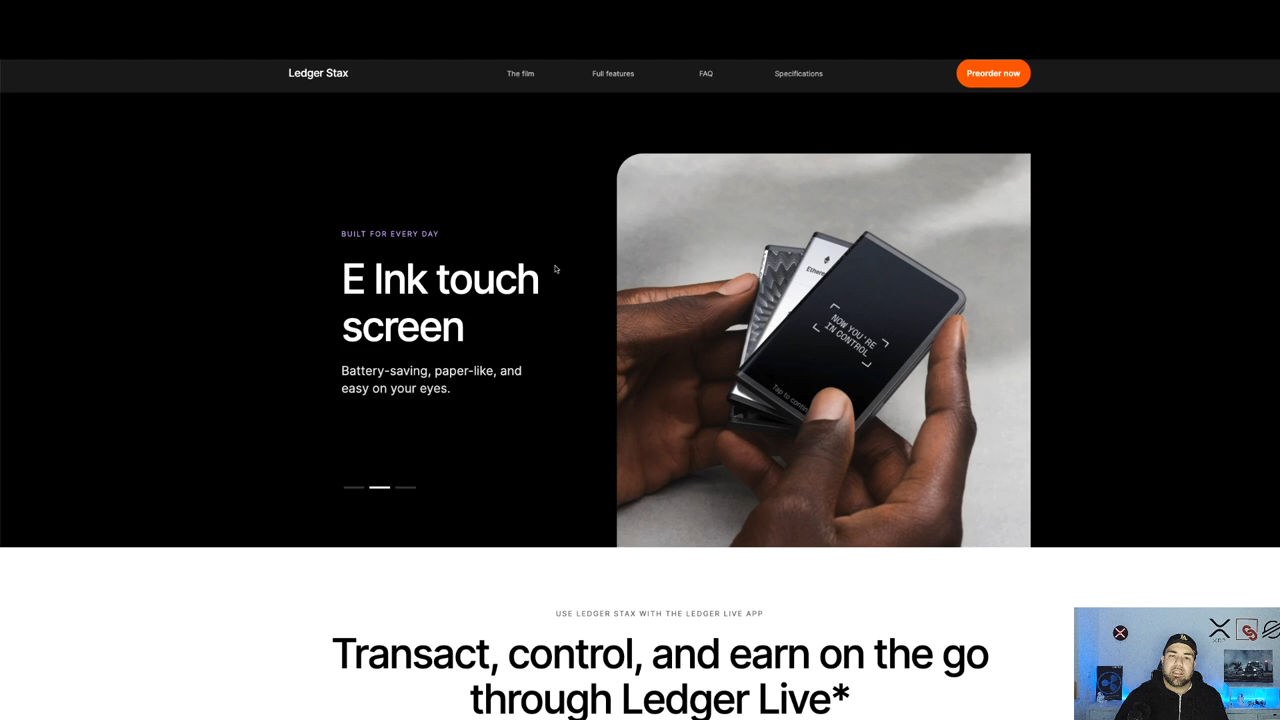 Ledger Stax
The film
Full features
FAQ
Specifications
Preorder now
BUILT FOR EVERY DAY
E Ink touch
screen
Battery-saving, paper-like, and
easy on your eyes.
NOW YOU'RE
IN CONTROL
Tap to
USE LEDGER STAX WITH THE LEDGER LIVE APP
Transact, control, and earn on the go
through Ledger Live*